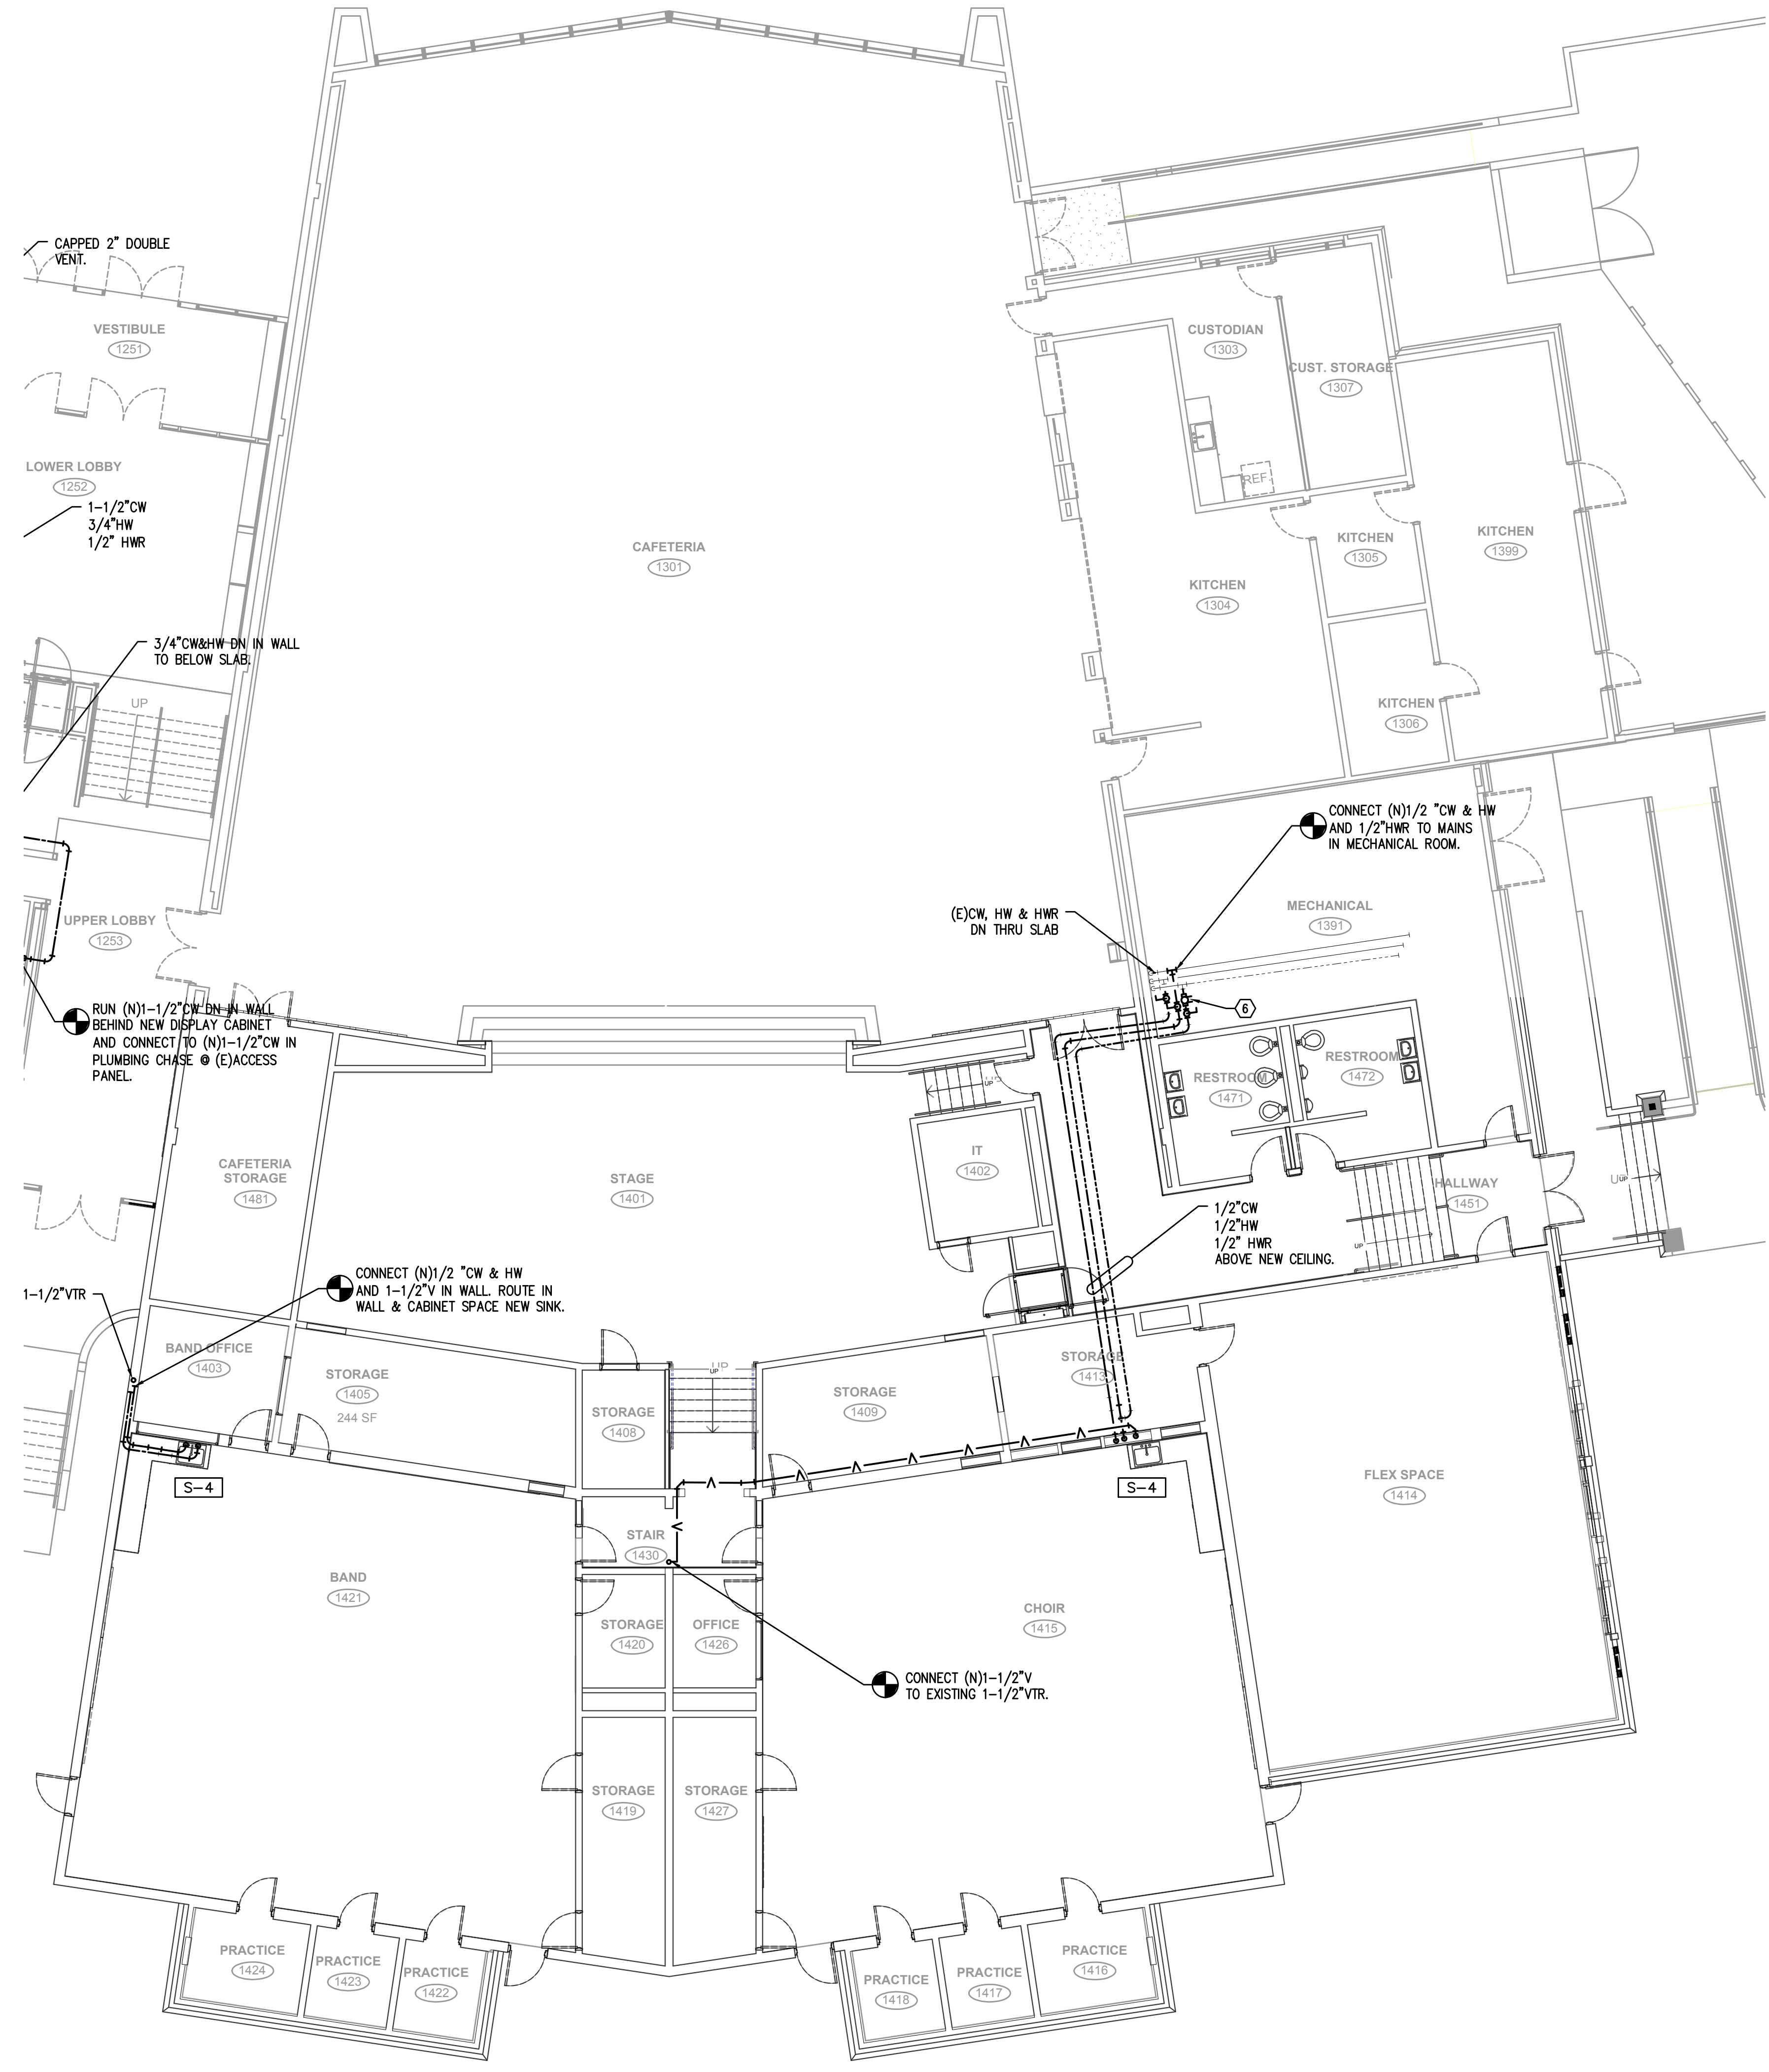 CAPPED 2" DOUBLE
VENT.
VESTIBULE
1251
LOWER LOBBY
1252
1-1/2"CW
3/4"HW
1/2" HWR
3/4"CW&HW DN IN WALL
TO BELOW SLAB.
UP
UPPER LOBBY
1253
RUN (N)1-1/2"CW DN IN WALL
BEHIND NEW DISPLAY CABINET
AND CONNECT TO (N)1-1/2"CW IN
PLUMBING CHASE @ (E)ACCESS
PANEL.
CAFETERIA
1301
CUSTODIAN
1303
CUST. STORAGE
1307
REF.
KITCHEN
1305
KITCHEN
1399
KITCHEN
1304
KITCHEN
1306
CONNECT (N)1/2 "CW & HW
AND 1/2"HWR TO MAINS
IN MECHANICAL ROOM.
(E)CW, HW & HWR
DN THRU SLAB
MECHANICAL
1391
6
RESTROOM
1472
RESTROOM
1471
UP
UP
IT
1402
CAFETERIA
STORAGE
1481
STAGE
1401
HALLWAY
1451
UP
UP
UP
1/2"CW
1/2"HW
1/2" HWR
ABOVE NEW CEILING.
CONNECT (N)1/2 "CW & HW
AND 1-1/2"V IN WALL. ROUTE IN
WALL & CABINET SPACE NEW SINK.
1-1/2"VTR
BAND OFFICE
1403
STORAGE
1405
244 SF
STORAGE
1408
UP
UP
STORAGE
1409
STORAGE
1413
S-4
S-4
FLEX SPACE
1414
STAIR
1430
BAND
1421
STORAGE
1420
OFFICE
1426
CHOIR
1415
CONNECT (N)1-1/2"V
TO EXISTING 1-1/2"VTR.
STORAGE
1419
STORAGE
1427
PRACTICE
1424
PRACTICE
1423
PRACTICE
1422
PRACTICE
1418
PRACTICE
1417
PRACTICE
1416